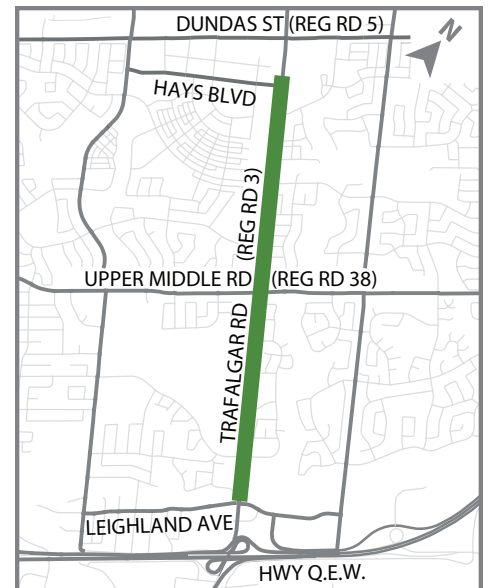 DUNDAS ST (REG RD 5)
N
HAYS BLVD
(REG RD 3)
UPPER MIDDLE RD (REG RD 38)
TRAFALGAR RD
LEIGHLAND AVE
HWY Q.E.W.